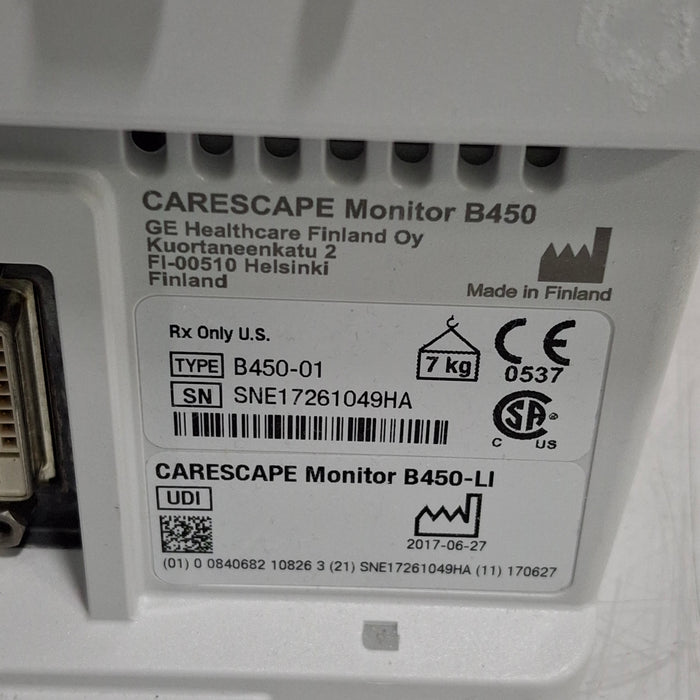 CARESCAPE Monitor B450
GE Healthcare Finland Oy
Kuortaneenkatu 2
FI-00510 Helsinki
Finland
Made in Finland
Rx Only U.S.
TYPE B450-01
7 kg
CE
0537
SN SNE17261049HA
SA®
C US
CARESCAPE Monitor B450-LI
UDI
2017-06-27
(01) 0 0840682 10826 3 (21) SNE17261049HA (11) 170627